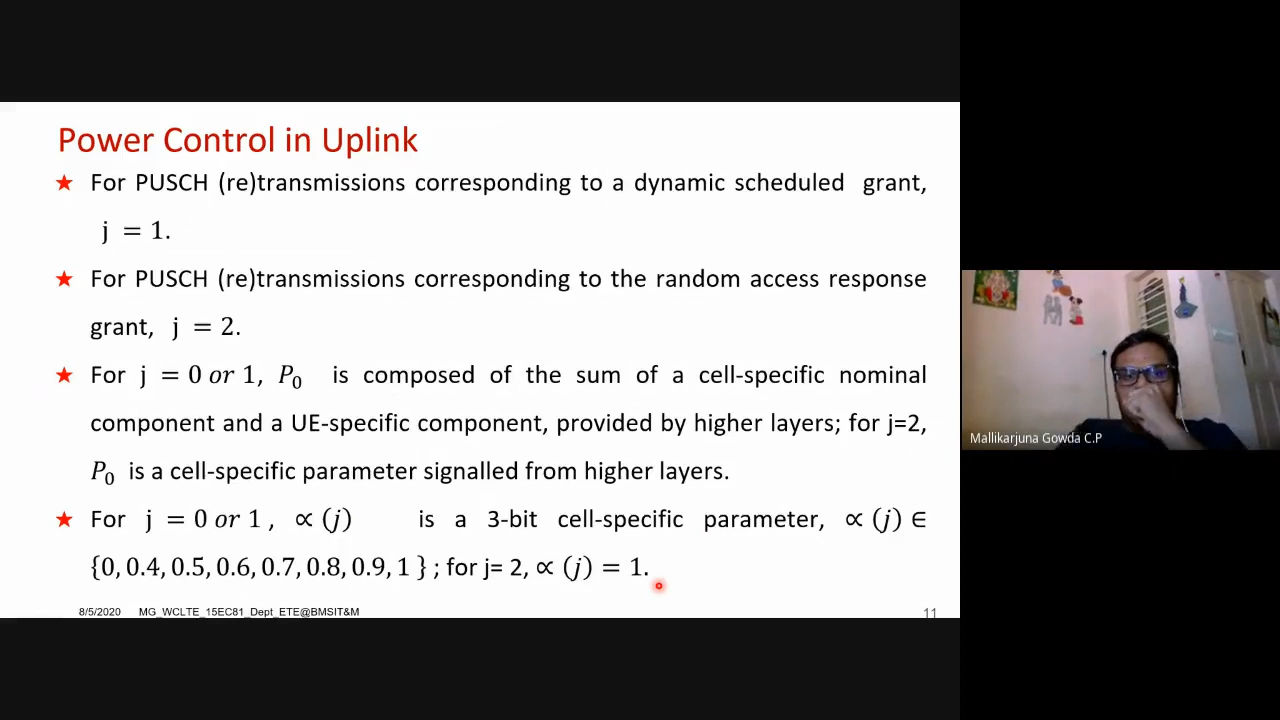 Power Control in Uplink
★ For PUSCH (re)transmissions corresponding to a dynamic scheduled grant,
j = 1.
★ For PUSCH (re)transmissions corresponding to the random access response
grant, j = 2.
★ For j = 0 or 1, P₀ is composed of the sum of a cell-specific nominal
component and a UE-specific component, provided by higher layers; for j=2,
P₀ is a cell-specific parameter signalled from higher layers.
★ For j = 0 or 1 , ∝ (j) is a 3-bit cell-specific parameter, ∝ (j) ∈
{0, 0.4, 0.5, 0.6, 0.7, 0.8, 0.9, 1 } ; for j= 2, ∝ (j) = 1.
8/5/2020 MG_WCLTE_15EC81_Dept_ETE@BMSIT&M 11
Mallikarjuna Gowda C.P